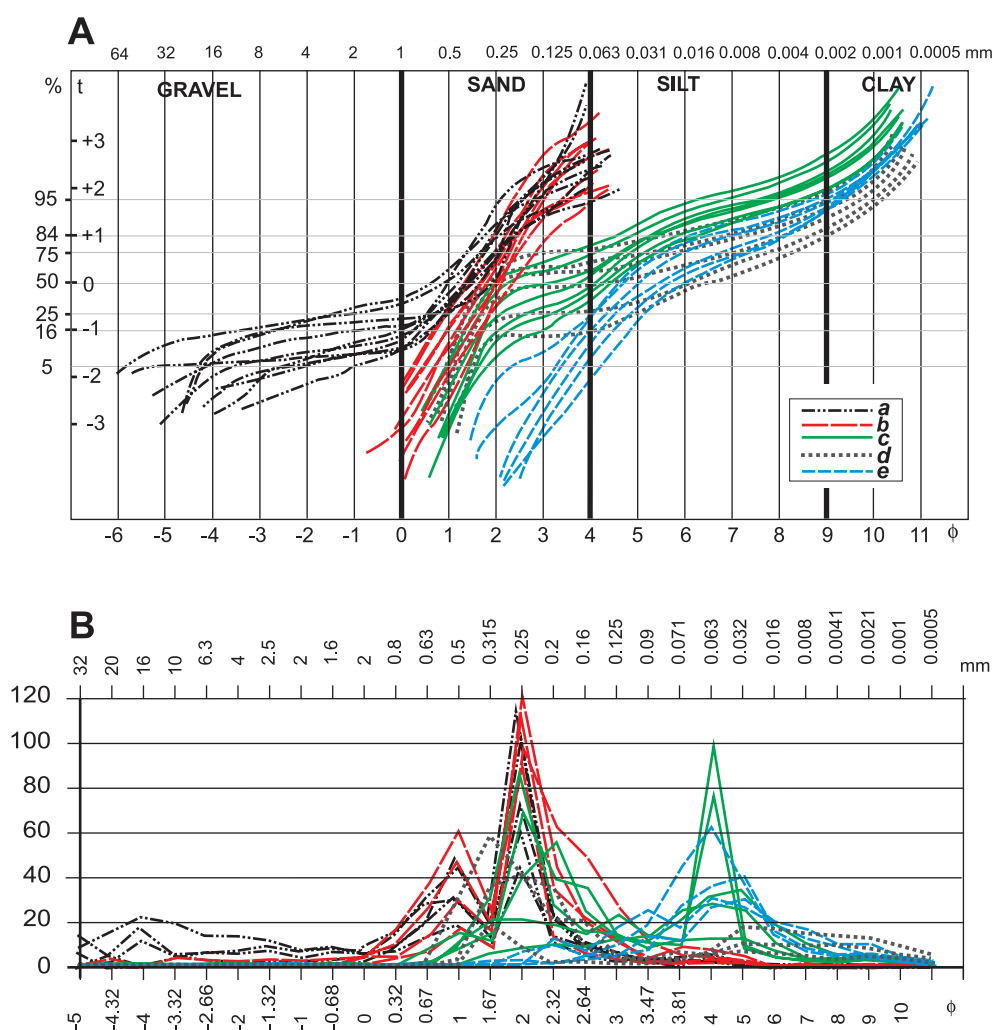 A
64 32 16 8 4 2 1 0.5 0.25 0.125 0.063 0.031 0.016 0.008 0.004 0.002 0.001 0.0005 mm
% t GRAVEL SAND SILT CLAY
+3
+2
95
84 +1
75
50 0
25
16 -1
5
-2
-3
a
b
c
d
e
-6 -5 -4 -3 -2 -1 0 1 2 3 4 5 6 7 8 9 10 11 ϕ
B
32 20 16 10 6.3 4 2.5 2 1.6 2 0.8 0.63 0.5 0.315 0.25 0.2 0.16 0.125 0.09 0.071 0.063 0.032 0.016 0.008 0.0041 0.0021 0.001 0.0005 mm
120
100
80
60
40
20
0
-5 -4.32 -4 -3.32 -2.66 -2 -1.32 -1 -0.68 0 0.32 0.67 1 1.67 2 2.32 2.64 3 3.47 3.81 4 5 6 7 8 9 10 ϕ